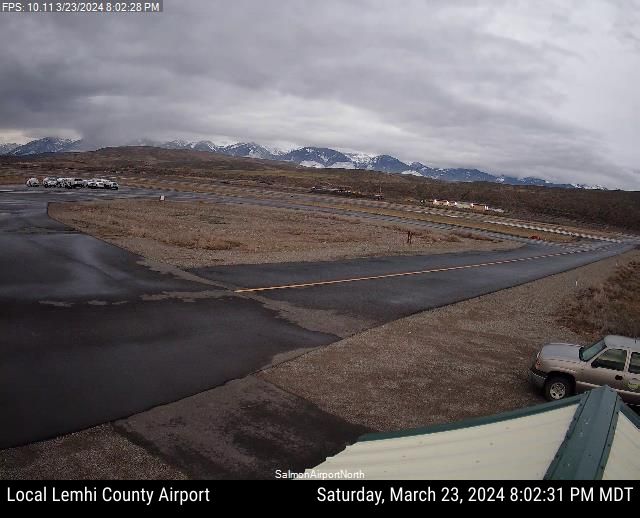 FPS: 10.11 3/23/2024 8:02:28 PM
SalmonAirportNorth
Local Lemhi County Airport
Saturday, March 23, 2024 8:02:31 PM MDT